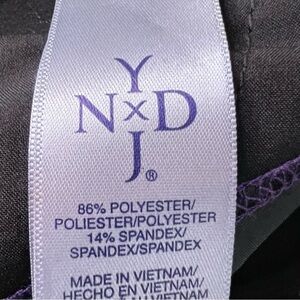 Y
N x D
J®
86% POLYESTER/
POLIESTER/POLYESTER
14% SPANDEX/
SPANDEX/SPANDEX
MADE IN VIETNAM/
HECHO EN VIETNAM/